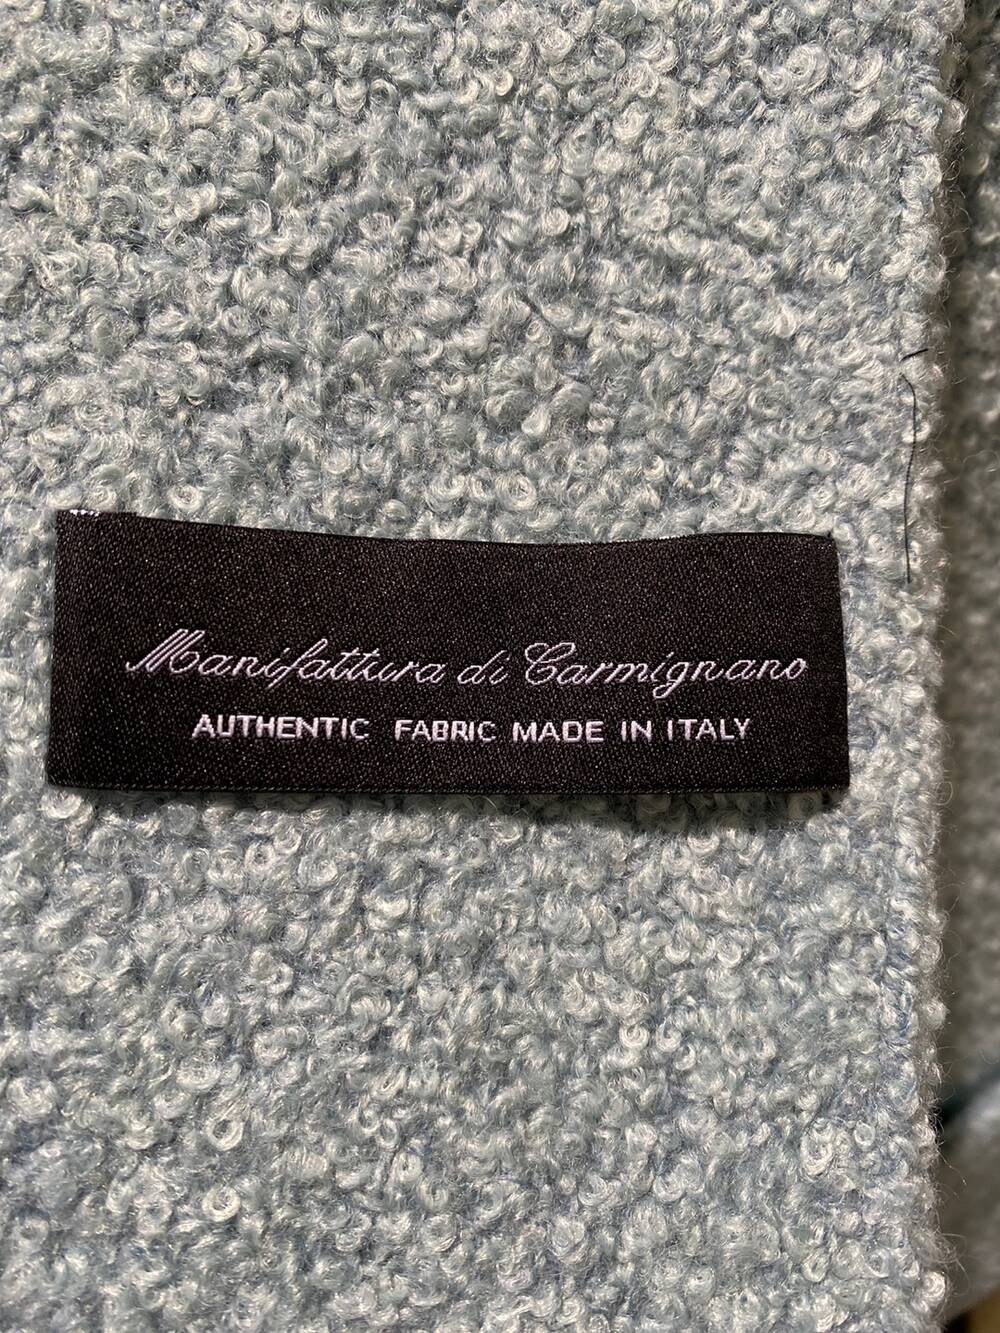 Manifattura di Carmignano
AUTHENTIC FABRIC MADE IN ITALY